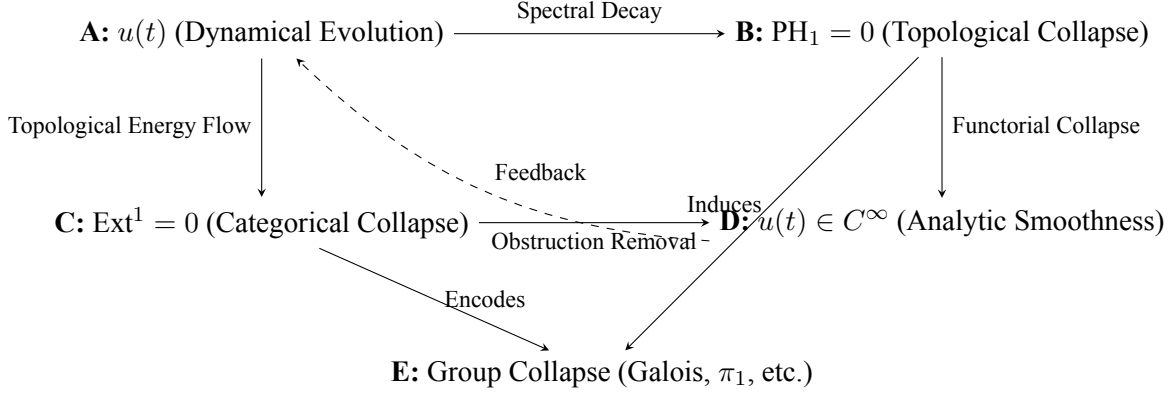 Spectral Decay
A: u(t) (Dynamical Evolution)
B: PH₁ = 0 (Topological Collapse)
Topological Energy Flow
Functorial Collapse
Feedback
Induces
C: Ext¹ = 0 (Categorical Collapse)
D: u(t) ∈ C∞ (Analytic Smoothness)
Obstruction Removal
Encodes
E: Group Collapse (Galois, π₁, etc.)